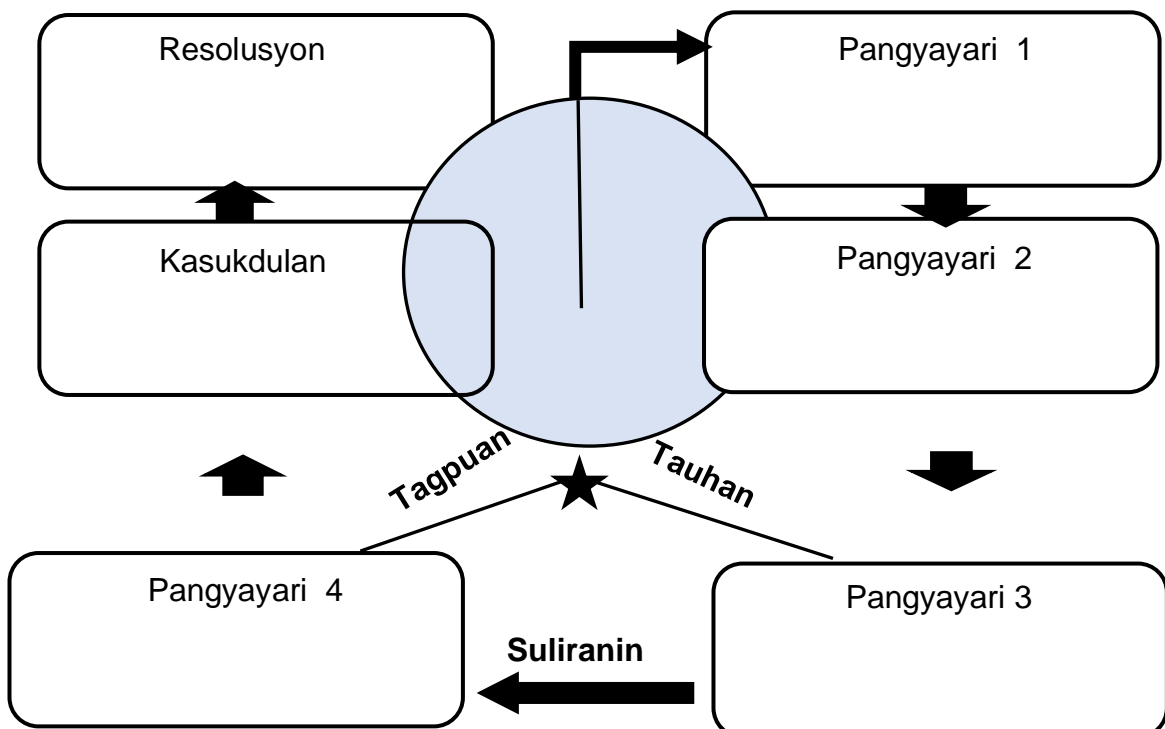 Resolusyon
Pangyayari 1
Kasukdulan
Pangyayari 2
Tagpuan
Tauhan
Pangyayari 4
Pangyayari 3
Suliranin